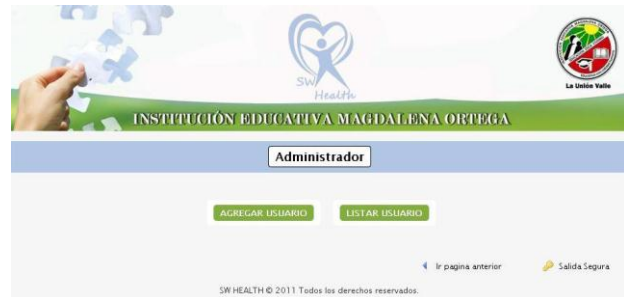 SW
Health
La Unión Valle
INSTITUCIÓN EDUCATIVA MAGDALENA ORTEGA
Administrador
AGREGAR USUARIO LISTAR USUARIO
Ir pagina anterior Salida Segura
SW HEALTH © 2011 Todos los derechos reservados.